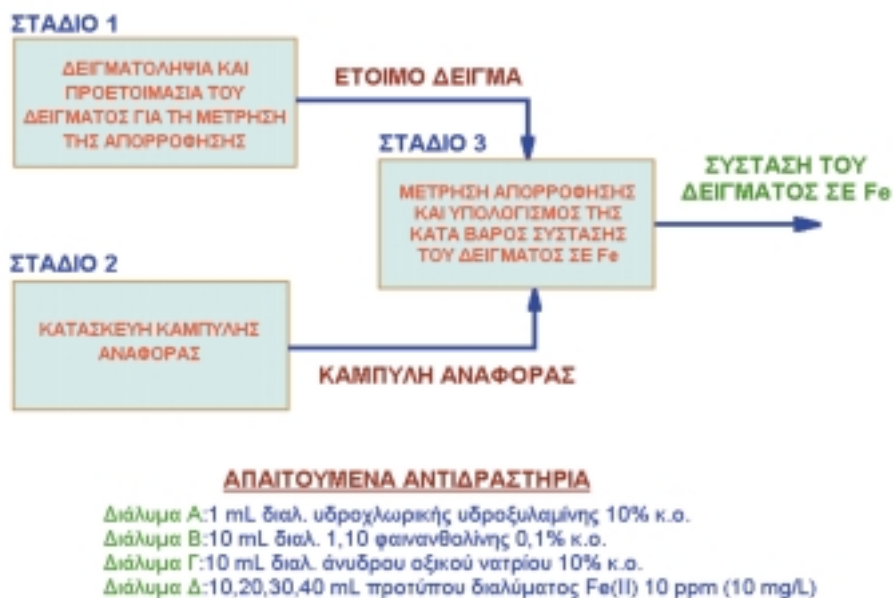 ΣΤΑΔΙΟ 1
ΔΕΙΓΜΑΤΟΛΗΨΙΑ ΚΑΙ
ΠΡΟΕΤΟΙΜΑΣΙΑ ΤΟΥ
ΔΕΙΓΜΑΤΟΣ ΓΙΑ ΤΗ ΜΕΤΡΗΣΗ
ΤΗΣ ΑΠΟΡΡΟΦΗΣΗΣ
ΕΤΟΙΜΟ ΔΕΙΓΜΑ
ΣΤΑΔΙΟ 3
ΜΕΤΡΗΣΗ ΑΠΟΡΡΟΦΗΣΗΣ
ΚΑΙ ΥΠΟΛΟΓΙΣΜΟΣ ΤΗΣ
ΚΑΤΑ ΒΑΡΟΣ ΣΥΣΤΑΣΗΣ
ΤΟΥ ΔΕΙΓΜΑΤΟΣ ΣΕ Fe
ΣΥΣΤΑΣΗ ΤΟΥ
ΔΕΙΓΜΑΤΟΣ ΣΕ Fe
ΣΤΑΔΙΟ 2
ΚΑΤΑΣΚΕΥΗ ΚΑΜΠΥΛΗΣ
ΑΝΑΦΟΡΑΣ
ΚΑΜΠΥΛΗ ΑΝΑΦΟΡΑΣ
ΑΠΑΙΤΟΥΜΕΝΑ ΑΝΤΙΔΡΑΣΤΗΡΙΑ
Διάλυμα Α:1 mL διαλ. υδροχλωρικής υδροξυλαμίνης 10% κ.ο.
Διάλυμα Β:10 mL διαλ. 1,10 φαινανθολίνης 0,1% κ.ο.
Διάλυμα Γ:10 mL διαλ. άνυδρου οξικού νατρίου 10% κ.ο.
Διάλυμα Δ:10,20,30,40 mL προτύπου διαλύματος Fe(II) 10 ppm (10 mg/L)